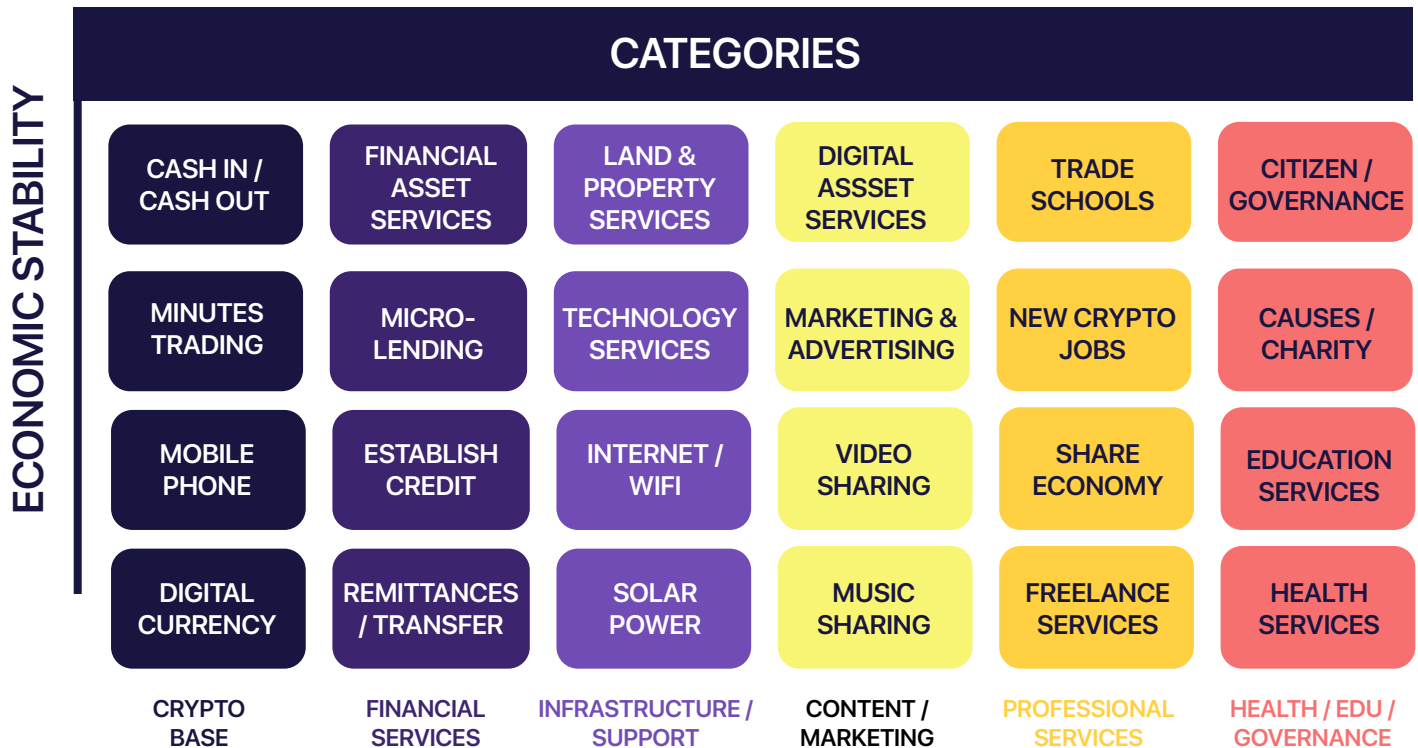 CATEGORIES
ECONOMIC STABILITY
CASH IN /
CASH OUT
FINANCIAL
ASSET
SERVICES
LAND &
PROPERTY
SERVICES
DIGITAL
ASSSET
SERVICES
TRADE
SCHOOLS
CITIZEN /
GOVERNANCE
MINUTES
TRADING
MICRO-
LENDING
TECHNOLOGY
SERVICES
MARKETING &
ADVERTISING
NEW CRYPTO
JOBS
CAUSES /
CHARITY
MOBILE
PHONE
ESTABLISH
CREDIT
INTERNET /
WIFI
VIDEO
SHARING
SHARE
ECONOMY
EDUCATION
SERVICES
DIGITAL
CURRENCY
REMITTANCES
/ TRANSFER
SOLAR
POWER
MUSIC
SHARING
FREELANCE
SERVICES
HEALTH
SERVICES
CRYPTO
BASE
FINANCIAL
SERVICES
INFRASTRUCTURE /
SUPPORT
CONTENT /
MARKETING
PROFESSIONAL
SERVICES
HEALTH / EDU /
GOVERNANCE